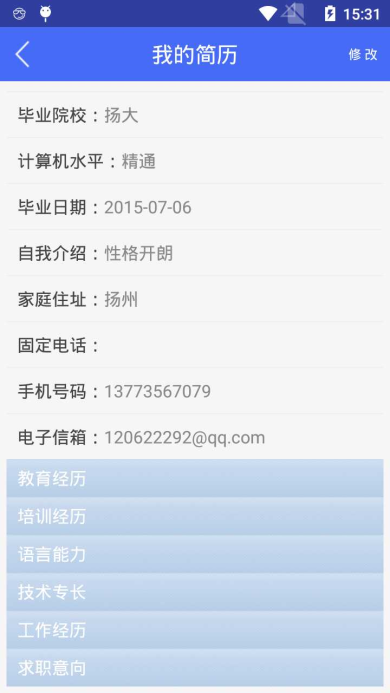 15:31
我的简历
修改
毕业院校：扬大
计算机水平：精通
毕业日期：2015-07-06
自我介绍：性格开朗
家庭住址：扬州
固定电话：
手机号码：13773567079
电子信箱：120622292@qq.com
教育经历
培训经历
语言能力
技术专长
工作经历
求职意向